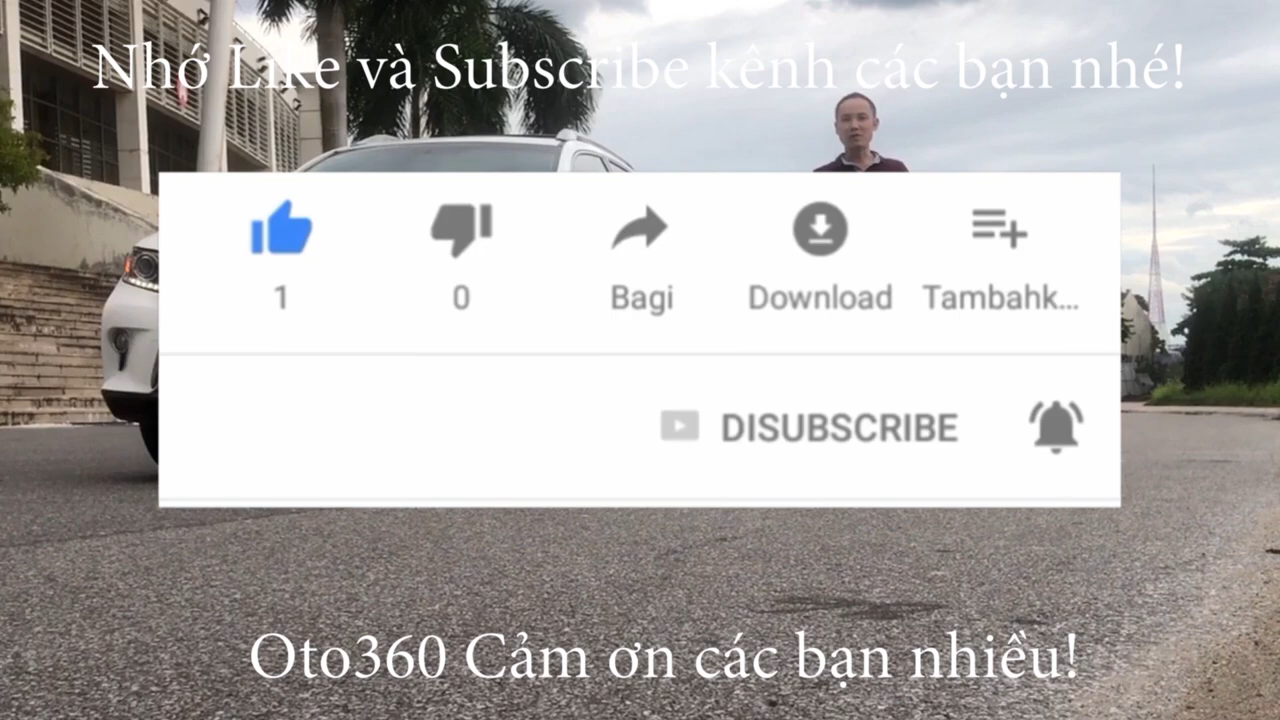 Nhớ Like và Subscribe kênh các bạn nhé!
1 0 Bagi Download Tambahk...
DISUBSCRIBE
Oto360 Cảm ơn các bạn nhiều!